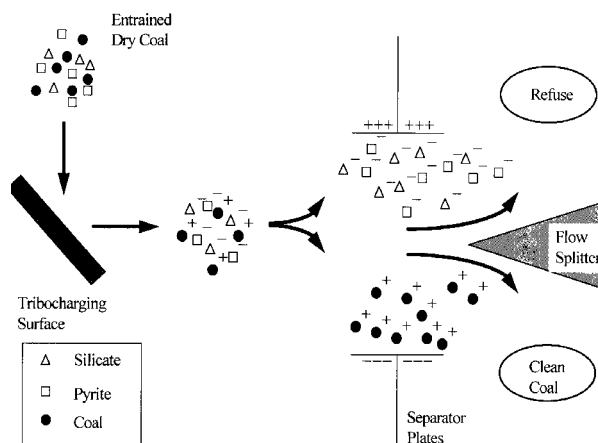 Entrained
Dry Coal
Refuse
+++ +++
Flow
Splitter
Tribocharging
Surface
Silicate
Pyrite
Coal
Clean
Coal
Separator
Plates